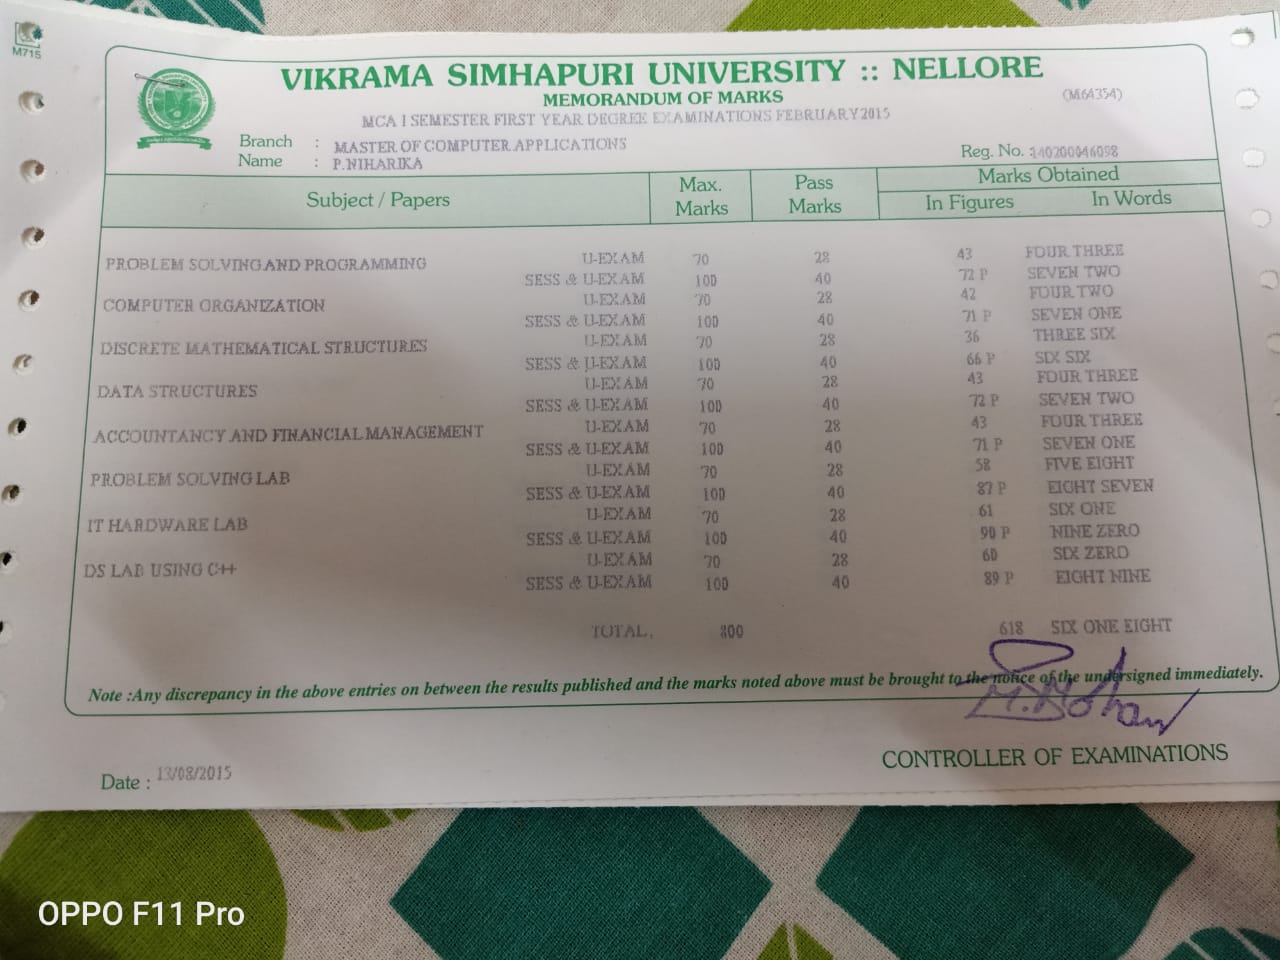 M715
VIKRAMA SIMHAPURI UNIVERSITY :: NELLORE
MEMORANDUM OF MARKS
(M64354)
MCA I SEMESTER FIRST YEAR DEGREE EXAMINATIONS FEBRUARY2015
Branch : MASTER OF COMPUTER APPLICATIONS
Name : P.NIHARIKA
Reg. No. :140200046098
Subject / Papers Max. Marks Pass Marks Marks Obtained
In Figures In Words
PROBLEM SOLVING AND PROGRAMMING U-EXAM 70 28 43 FOUR THREE
SESS & U-EXAM 100 40 72 P SEVEN TWO
COMPUTER ORGANIZATION U-EXAM 70 28 42 FOUR TWO
SESS & U-EXAM 100 40 71 P SEVEN ONE
DISCRETE MATHEMATICAL STRUCTURES U-EXAM 70 28 36 THREE SIX
SESS & U-EXAM 100 40 66 P SIX SIX
DATA STRUCTURES U-EXAM 70 28 43 FOUR THREE
SESS & U-EXAM 100 40 72 P SEVEN TWO
ACCOUNTANCY AND FINANCIAL MANAGEMENT U-EXAM 70 28 43 FOUR THREE
SESS & U-EXAM 100 40 71 P SEVEN ONE
PROBLEM SOLVING LAB U-EXAM 70 28 58 FIVE EIGHT
SESS & U-EXAM 100 40 87 P EIGHT SEVEN
IT HARDWARE LAB U-EXAM 70 28 61 SIX ONE
SESS & U-EXAM 100 40 90 P NINE ZERO
DS LAB USING C++ U-EXAM 70 28 60 SIX ZERO
SESS & U-EXAM 100 40 89 P EIGHT NINE
TOTAL, 800 618 SIX ONE EIGHT
Note :Any discrepancy in the above entries on between the results published and the marks noted above must be brought to the notice of the undersigned immediately.
M.Mohan
CONTROLLER OF EXAMINATIONS
Date : 13/08/2015
OPPO F11 Pro